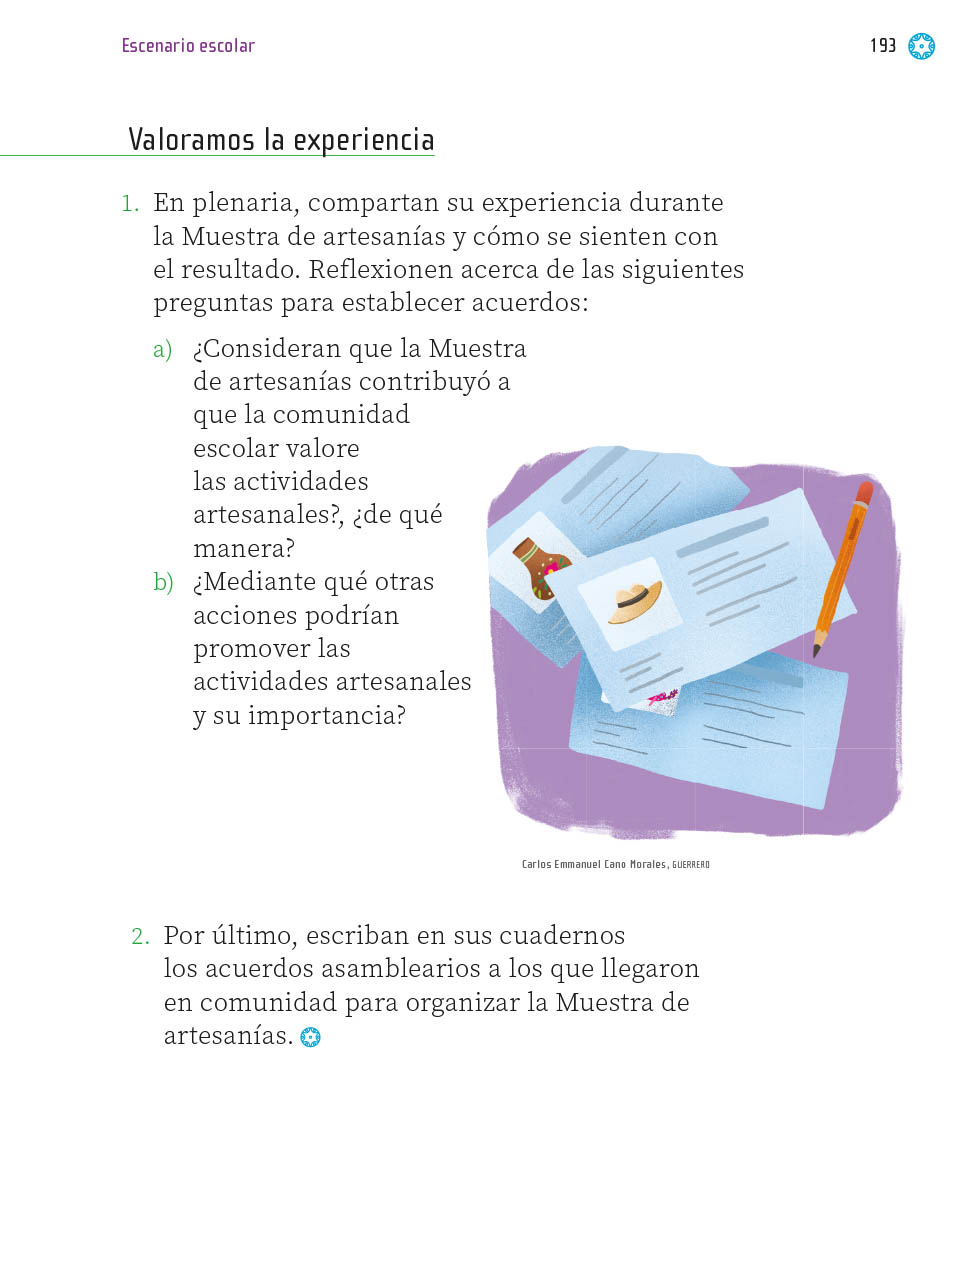 Escenario escolar
193
Valoramos la experiencia
1. En plenaria, compartan su experiencia durante
la Muestra de artesanías y cómo se sienten con
el resultado. Reflexionen acerca de las siguientes
preguntas para establecer acuerdos:
a) ¿Consideran que la Muestra
de artesanías contribuyó a
que la comunidad
escolar valore
las actividades
artesanales?, ¿de qué
manera?
b) ¿Mediante qué otras
acciones podrían
promover las
actividades artesanales
y su importancia?
Carlos Emmanuel Cano Morales, GUERRERO
2. Por último, escriban en sus cuadernos
los acuerdos asamblearios a los que llegaron
en comunidad para organizar la Muestra de
artesanías.